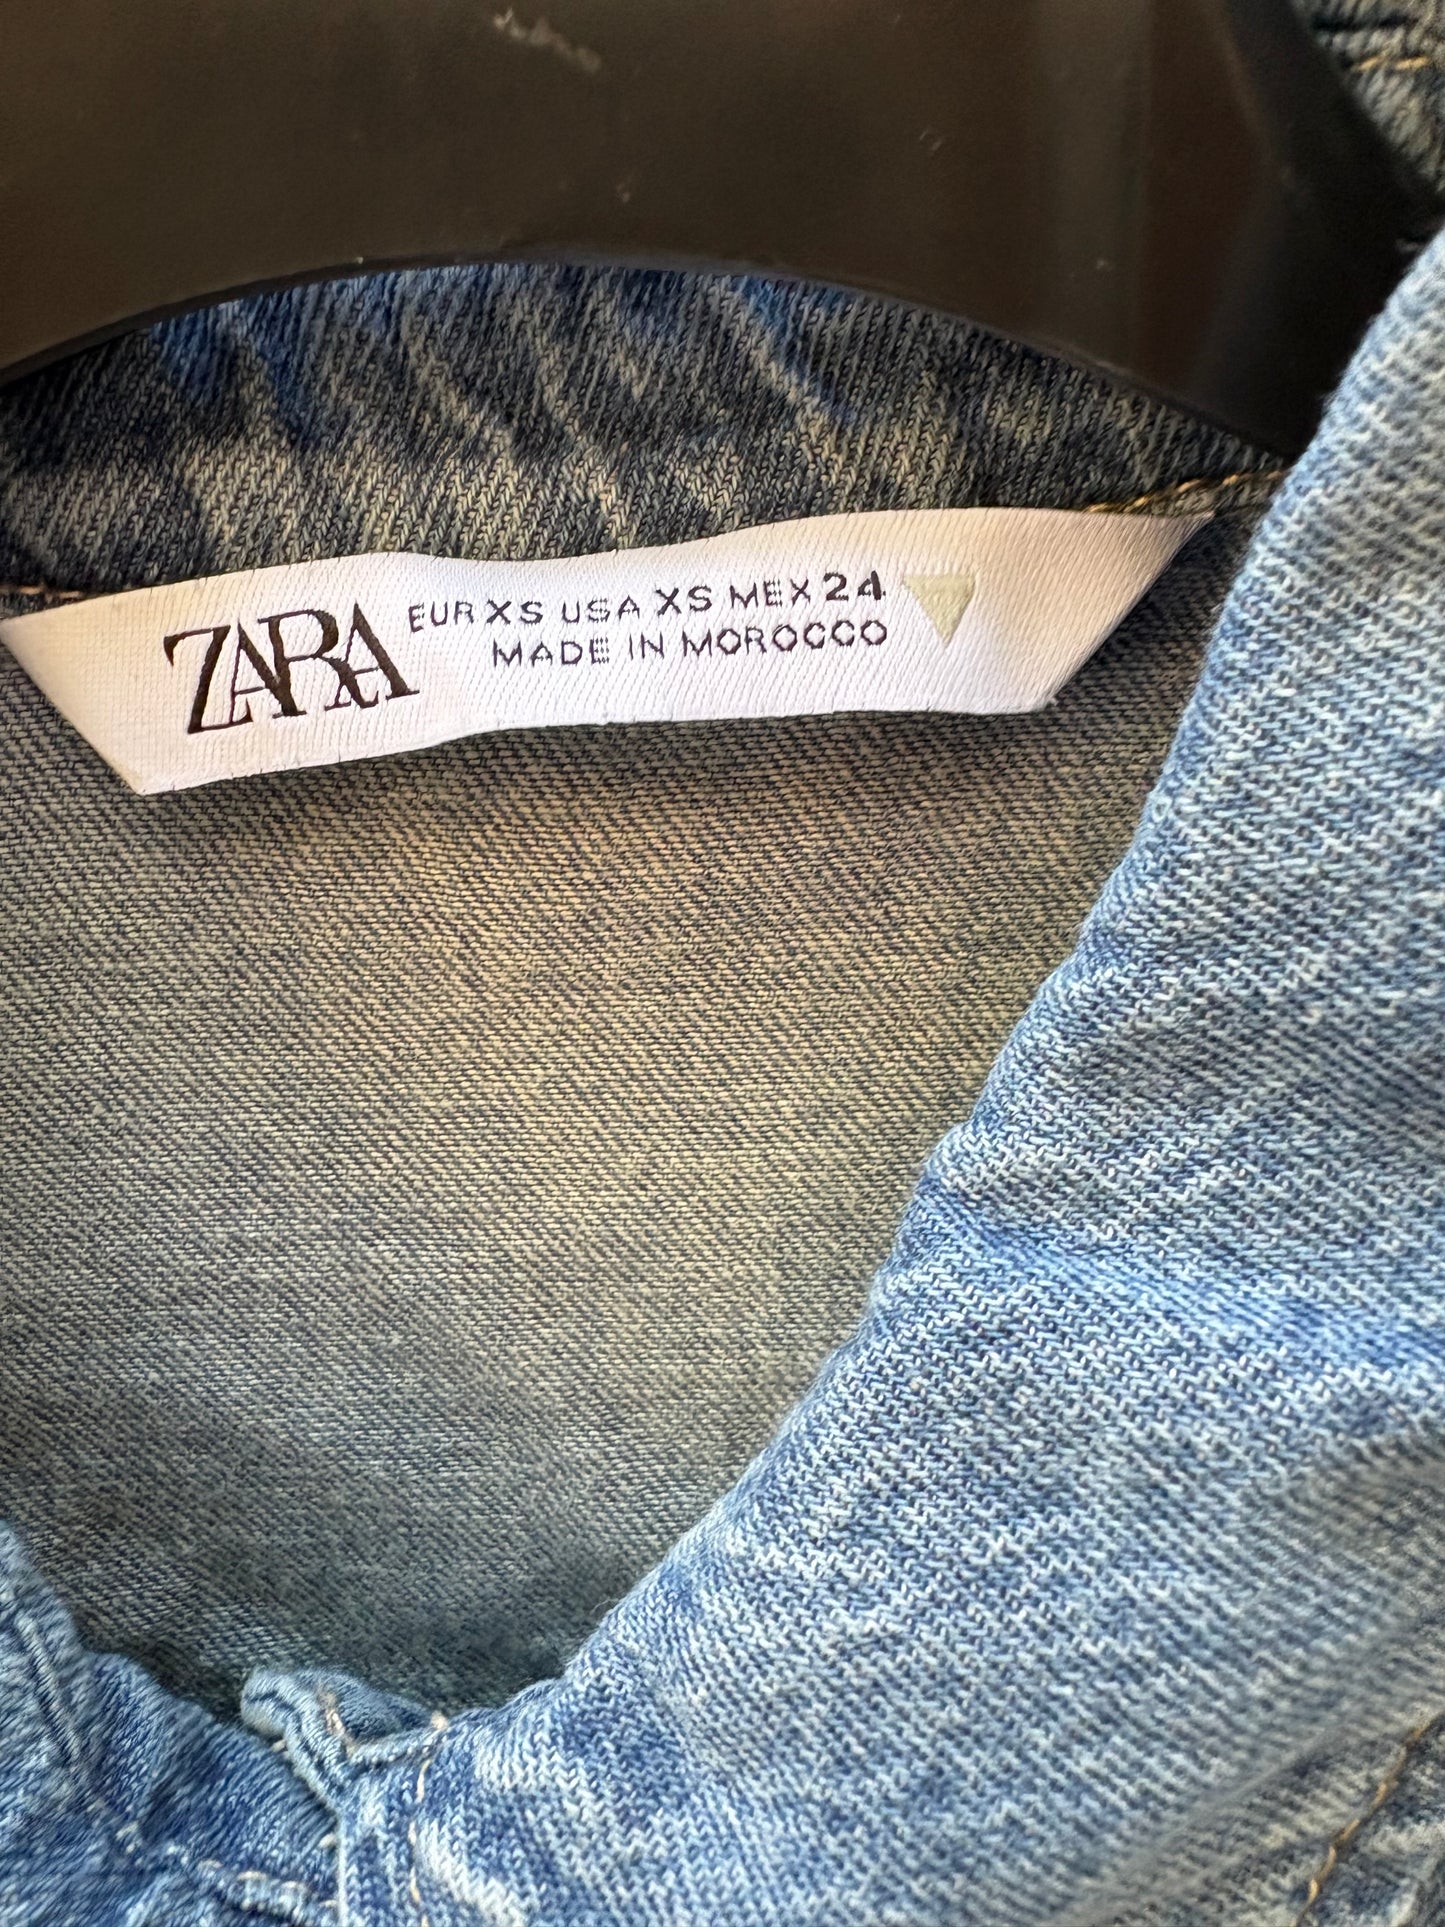 ZARA
EUR XS USA XS MEX 24
MADE IN MOROCCO